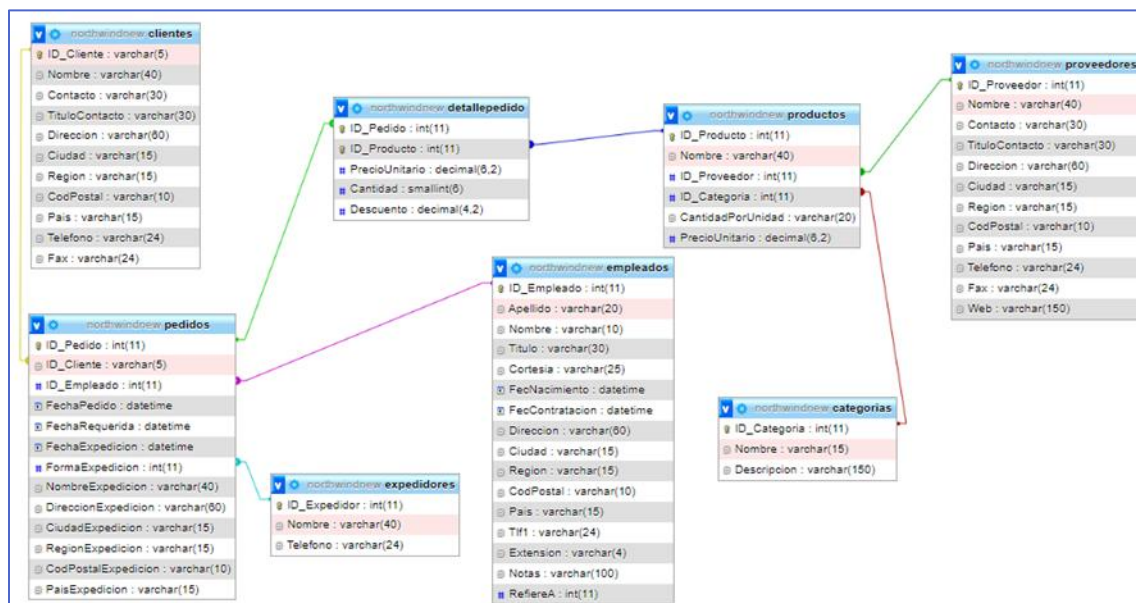 northwindnew clientes
ID_Cliente : varchar(5)
Nombre : varchar(40)
Contacto : varchar(30)
TituloContacto : varchar(30)
Direccion : varchar(60)
Ciudad : varchar(15)
Region : varchar(15)
CodPostal : varchar(10)
Pais : varchar(15)
Telefono : varchar(24)
Fax : varchar(24)
northwindnew detallepedido
ID_Pedido : int(11)
ID_Producto : int(11)
PrecioUnitario : decimal(6,2)
Cantidad : smallint(6)
Descuento : decimal(4,2)
northwindnew productos
ID_Producto : int(11)
Nombre : varchar(40)
ID_Proveedor : int(11)
ID_Categoria : int(11)
CantidadPorUnidad : varchar(20)
PrecioUnitario : decimal(6,2)
northwindnew proveedores
ID_Proveedor : int(11)
Nombre : varchar(40)
Contacto : varchar(30)
TituloContacto : varchar(30)
Direccion : varchar(60)
Ciudad : varchar(15)
Region : varchar(15)
CodPostal : varchar(10)
Pais : varchar(15)
Telefono : varchar(24)
Fax : varchar(24)
Web : varchar(150)
northwindnew pedidos
ID_Pedido : int(11)
ID_Cliente : varchar(5)
ID_Empleado : int(11)
FechaPedido : datetime
FechaRequerida : datetime
FechaExpedicion : datetime
FormaExpedicion : int(11)
NombreExpedicion : varchar(40)
DireccionExpedicion : varchar(60)
CiudadExpedicion : varchar(15)
RegionExpedicion : varchar(15)
CodPostalExpedicion : varchar(10)
PaisExpedicion : varchar(15)
northwindnew expedidores
ID_Expedidor : int(11)
Nombre : varchar(40)
Telefono : varchar(24)
northwindnew empleados
ID_Empleado : int(11)
Apellido : varchar(20)
Nombre : varchar(10)
Titulo : varchar(30)
Cortesia : varchar(25)
FecNacimiento : datetime
FecContratacion : datetime
Direccion : varchar(60)
Ciudad : varchar(15)
Region : varchar(15)
CodPostal : varchar(10)
Pais : varchar(15)
Tlf1 : varchar(24)
Extension : varchar(4)
Notas : varchar(100)
RefiereA : int(11)
northwindnew categorias
ID_Categoria : int(11)
Nombre : varchar(15)
Descripcion : varchar(150)